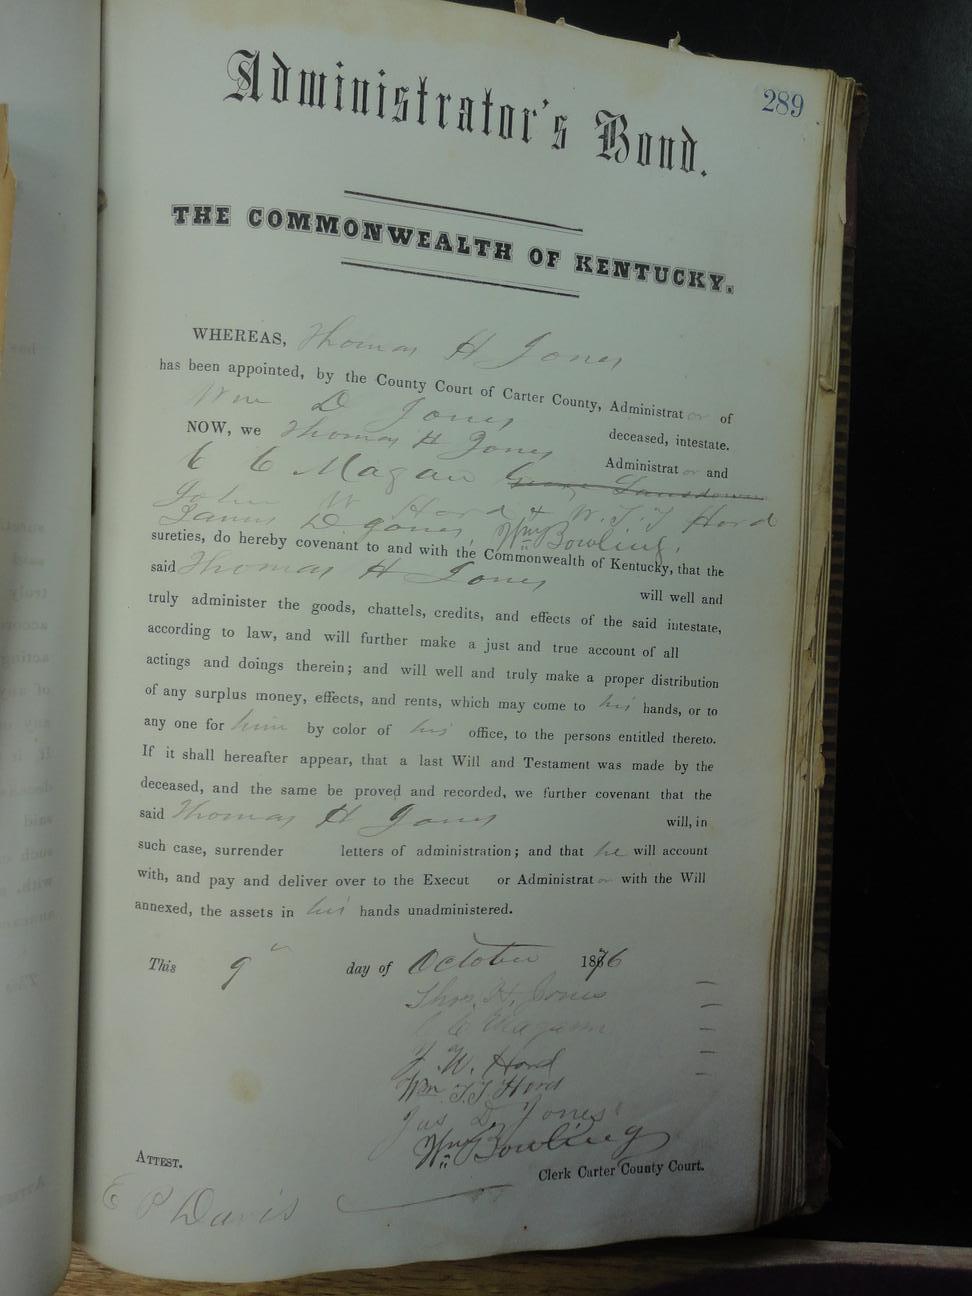 289
Administrator's Bond.
THE COMMONWEALTH OF KENTUCKY.
WHEREAS, Thomas H Jones
has been appointed, by the County Court of Carter County, Administrator of
Wm D Jones deceased, intestate.
NOW, we Thomas H Jones Administrator and
C C Magan George Lansdown
John W Hord & W. T. J Hord
James D Jones, Wm Bowling,
sureties, do hereby covenant to and with the Commonwealth of Kentucky, that the
said Thomas H Jones will well and
truly administer the goods, chattels, credits, and effects of the said intestate,
according to law, and will further make a just and true account of all
actings and doings therein; and will well and truly make a proper distribution
of any surplus money, effects, and rents, which may come to his hands, or to
any one for him by color of his office, to the persons entitled thereto.
If it shall hereafter appear, that a last Will and Testament was made by the
deceased, and the same be proved and recorded, we further covenant that the
said Thomas H Jones will, in
such case, surrender letters of administration; and that he will account
with, and pay and deliver over to the Execut or Administrator with the Will
annexed, the assets in his hands unadministered.
This 9 day of October 1876
Thos. H. Jones
C C Magann
J. W. Hord
Wm T.J Hord
Jas D. Jones
Wm Bowling
ATTEST. Clerk Carter County Court.
E P Davis